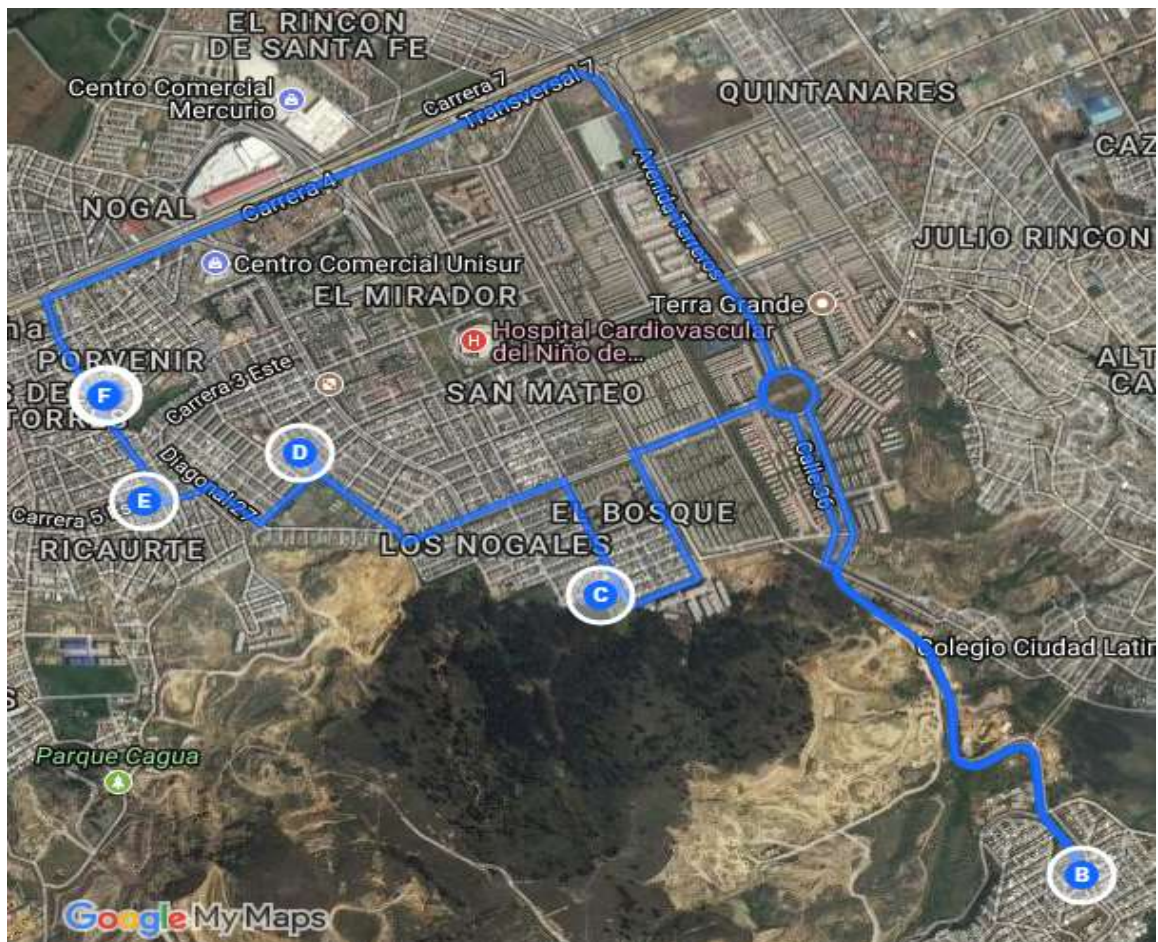 EL RINCON
DE SANTA FE
Centro Comercial
Mercurio
Carrera 7
Transversal 7
QUINTANARES
CAZ
Carrera 4
NOGAL
Avenida Terreros
JULIO RINCON
Centro Comercial Unisur
EL MIRADOR
Terra Grande
Hospital Cardiovascular
del Niño de...
na
PORVENIR
S DE
TORRES
Carrera 3 Este
ALT
CA
SAN MATEO
F
D
Diagonal 27
Calle 36
E
Carrera 5 Es
EL BOSQUE
RICAURTE
LOS NOGALES
C
Colegio Ciudad Latin
S
Parque Cagua
B
Google My Maps